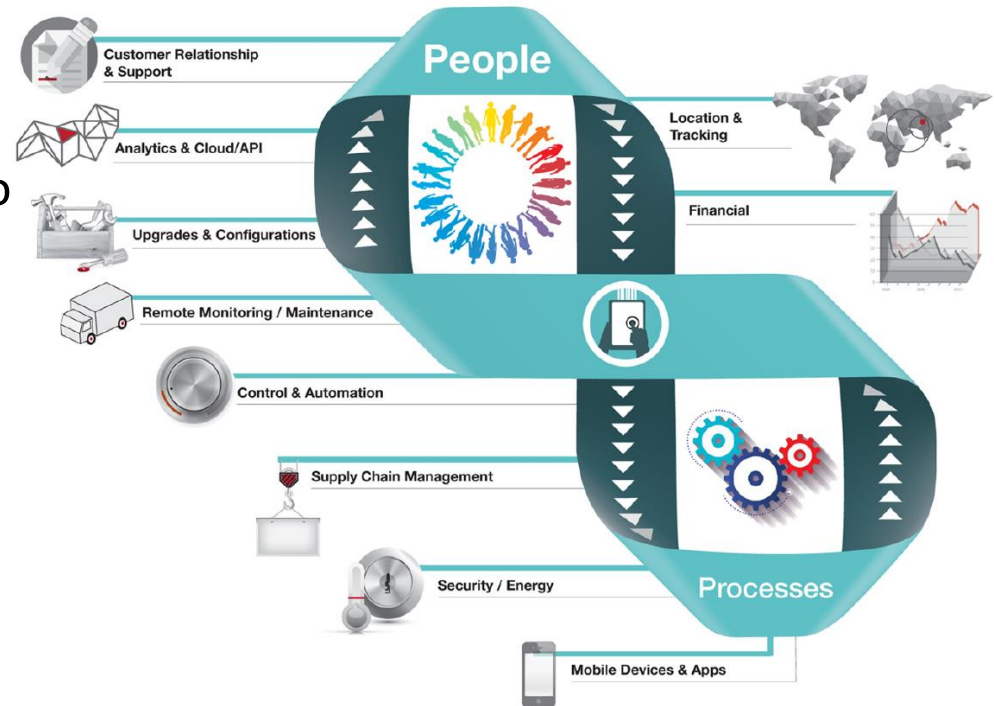 People
Customer Relationship
& Support
Location &
Tracking
Analytics & Cloud/API
p
Financial
Upgrades & Configurations
Remote Monitoring / Maintenance
Control & Automation
Supply Chain Management
Security / Energy
Processes
Mobile Devices & Apps